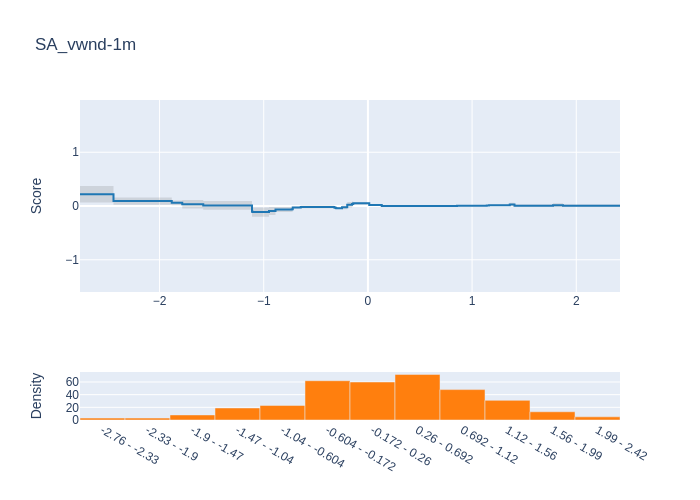 SA_vwnd-1m
Score
1
0
−1
−2
−1
0
1
2
Density
60
40
20
0
-2.76 - -2.33
-2.33 - -1.9
-1.9 - -1.47
-1.47 - -1.04
-1.04 - -0.604
-0.604 - -0.172
-0.172 - 0.26
0.26 - 0.692
0.692 - 1.12
1.12 - 1.56
1.56 - 1.99
1.99 - 2.42